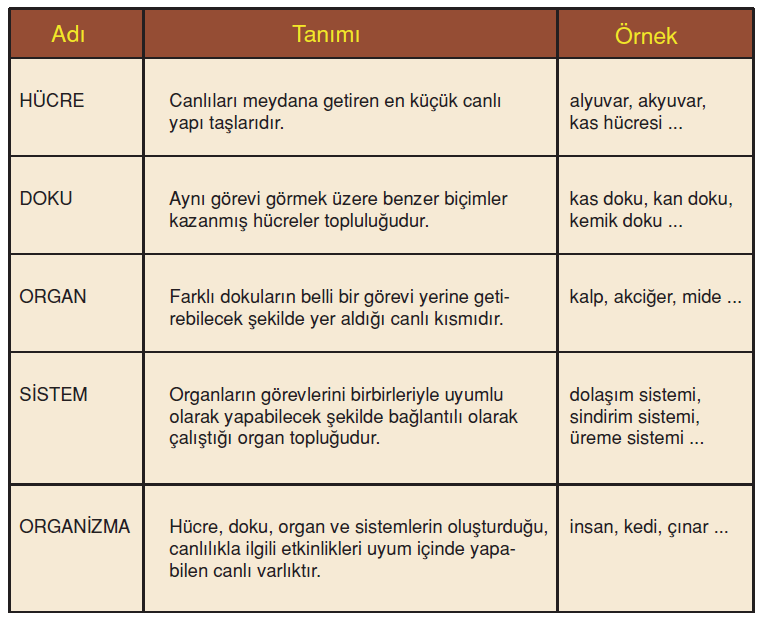 Adı Tanımı Örnek
HÜCRE
Canlıları meydana getiren en küçük canlı
yapı taşlarıdır.
alyuvar, akyuvar,
kas hücresi ...
DOKU
Aynı görevi görmek üzere benzer biçimler
kazanmış hücreler topluluğudur.
kas doku, kan doku,
kemik doku ...
ORGAN
Farklı dokuların belli bir görevi yerine geti-
rebilecek şekilde yer aldığı canlı kısmıdır.
kalp, akciğer, mide ...
SİSTEM
Organların görevlerini birbirleriyle uyumlu
olarak yapabilecek şekilde bağlantılı olarak
çalıştığı organ topluğudur.
dolaşım sistemi,
sindirim sistemi,
üreme sistemi ...
ORGANİZMA
Hücre, doku, organ ve sistemlerin oluşturduğu,
canlılıkla ilgili etkinlikleri uyum içinde yapa-
bilen canlı varlıktır.
insan, kedi, çınar ...